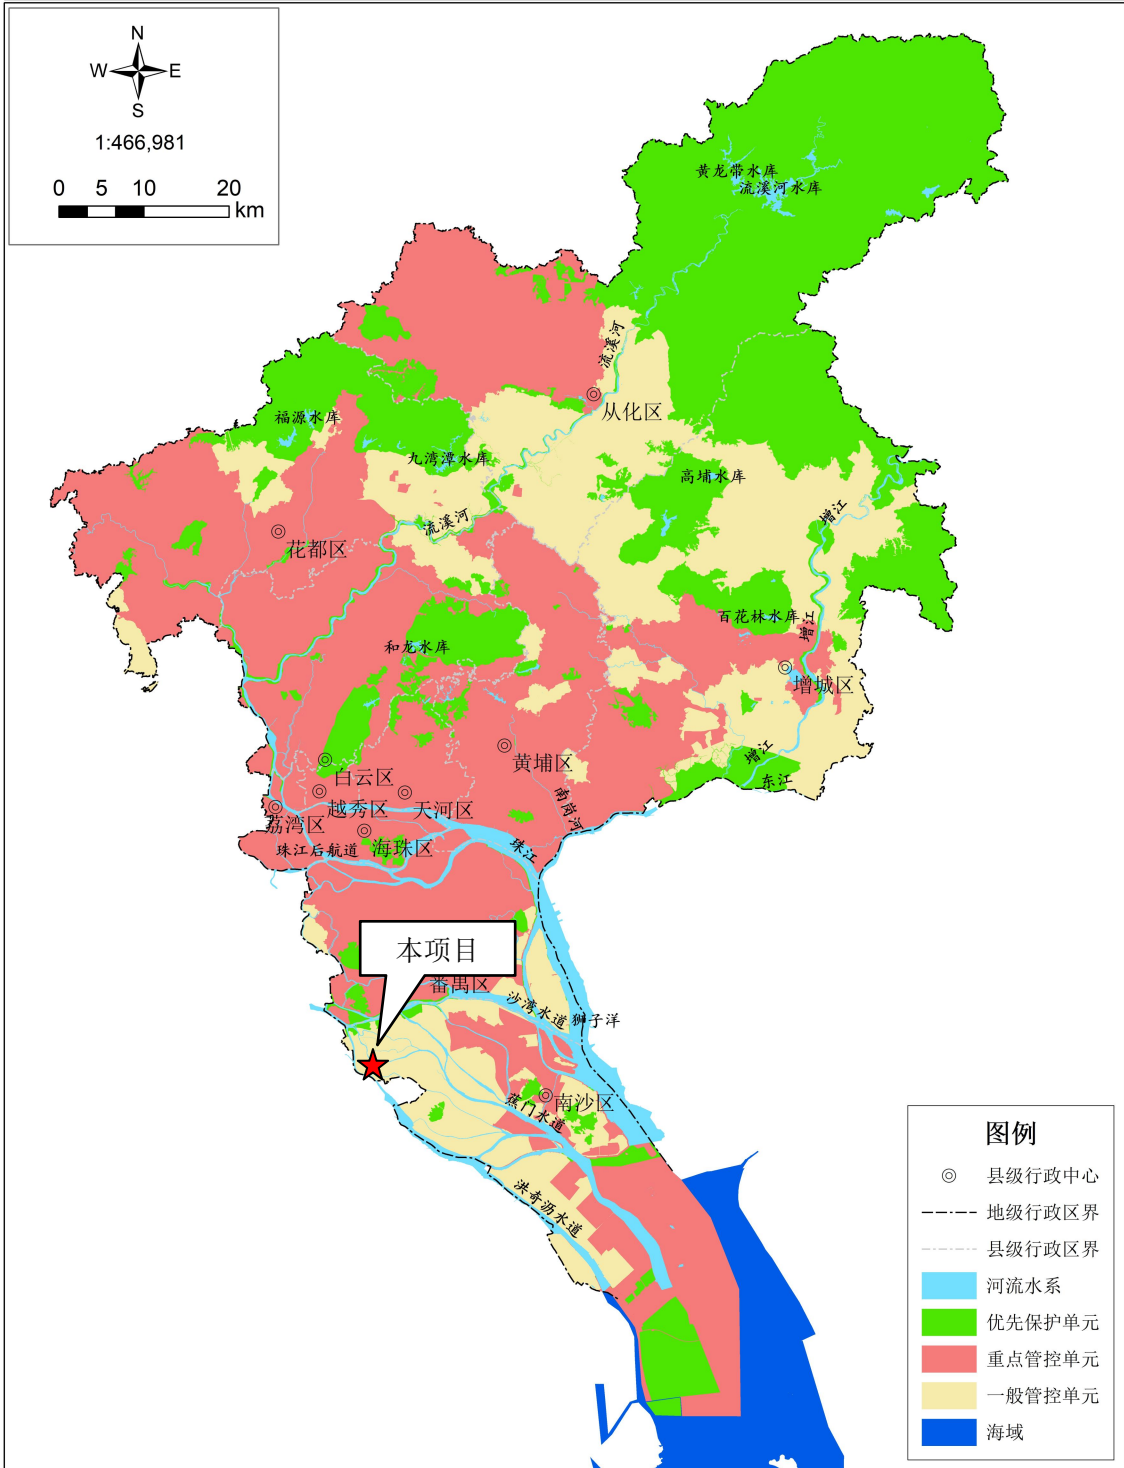 N
W E
S
1:466,981
0 5 10 20
km
黄龙带水库
流溪河水库
流溪河
从化区
福源水库
九湾潭水库
高埔水库
流溪河
增江
花都区
百花林水库
增江
和龙水库
增城区
黄埔区
增江
东江
白云区
越秀区
天河区
南岗河
荔湾区
海珠区
珠江后航道
珠江
本项目
番禺区
沙湾水道
狮子洋
南沙区
蕉门水道
洪奇沥水道
图例
县级行政中心
地级行政区界
县级行政区界
河流水系
优先保护单元
重点管控单元
一般管控单元
海域